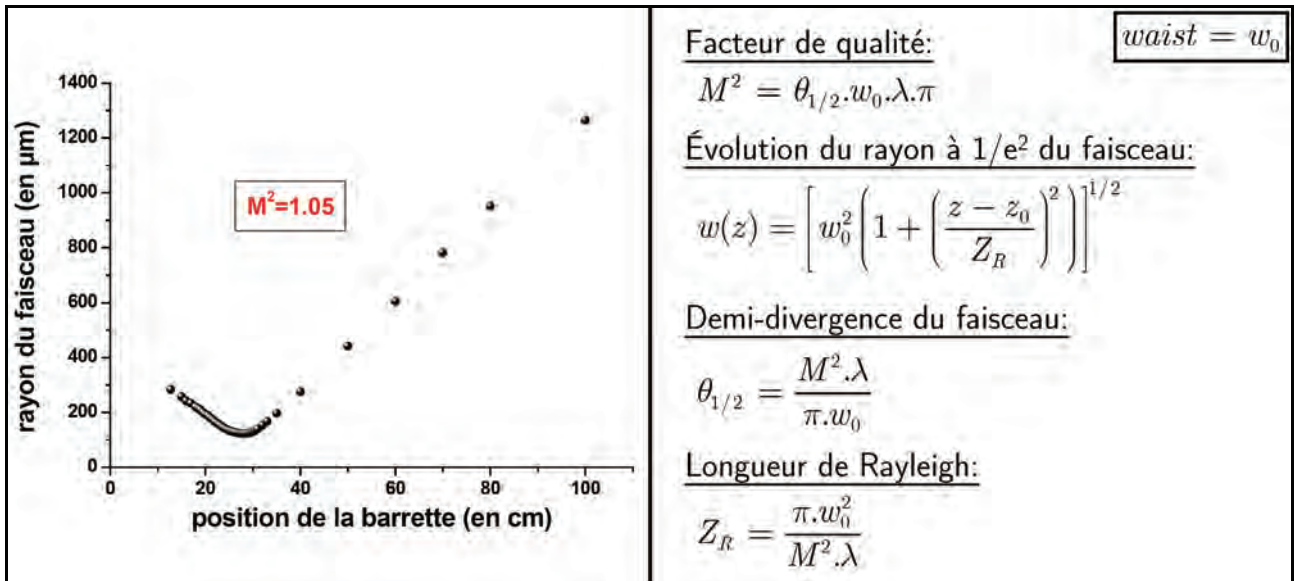 1400
1200
1000
800
600
400
200
0
rayon du faisceau (en µm)
M²=1.05
0 20 40 60 80 100
position de la barrette (en cm)
waist = w₀
Facteur de qualité:
M² = θ₁/₂.w₀.λ.π
Évolution du rayon à 1/e² du faisceau:
w(z) = [w₀²(1 + ((z − z₀)/Z_R)²)]^1/2
Demi-divergence du faisceau:
θ₁/₂ = M².λ / π.w₀
Longueur de Rayleigh:
Z_R = π.w₀² / M².λ